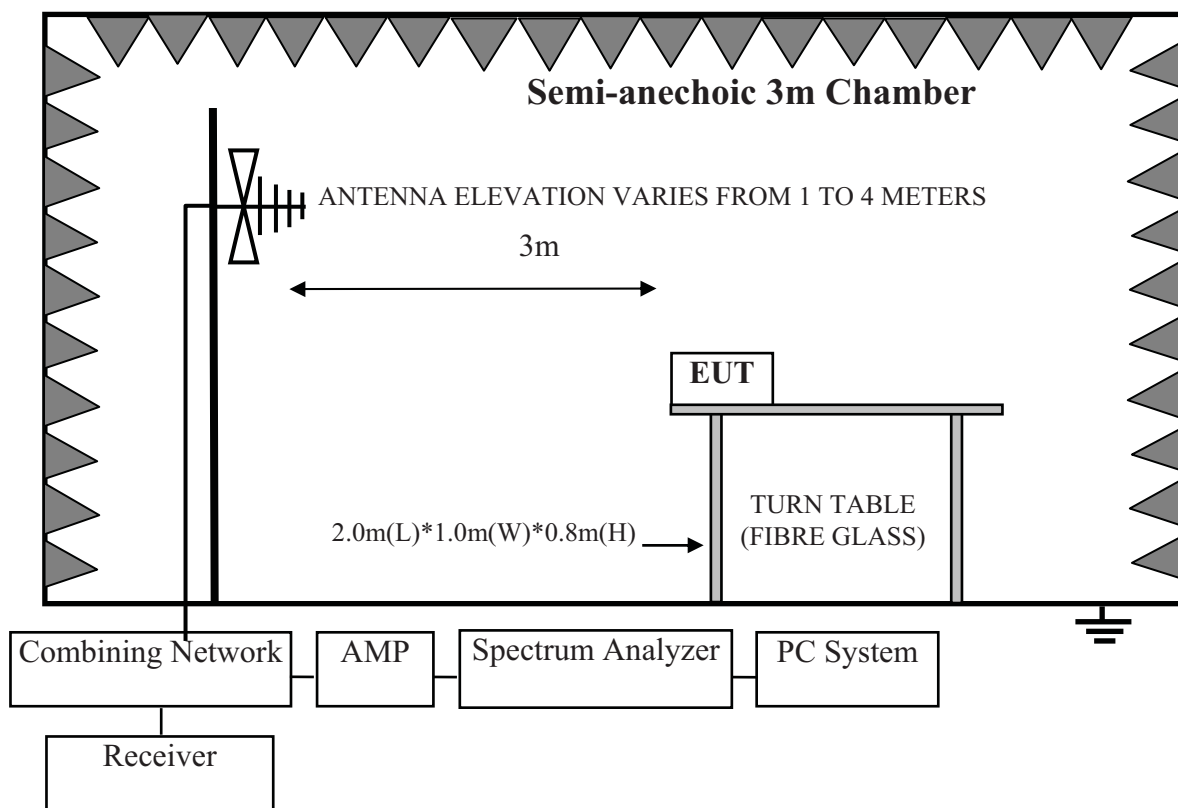 Semi-anechoic 3m Chamber
ANTENNA ELEVATION VARIES FROM 1 TO 4 METERS
3m
EUT
TURN TABLE
(FIBRE GLASS)
2.0m(L)*1.0m(W)*0.8m(H)
Combining Network
AMP
Spectrum Analyzer
PC System
Receiver